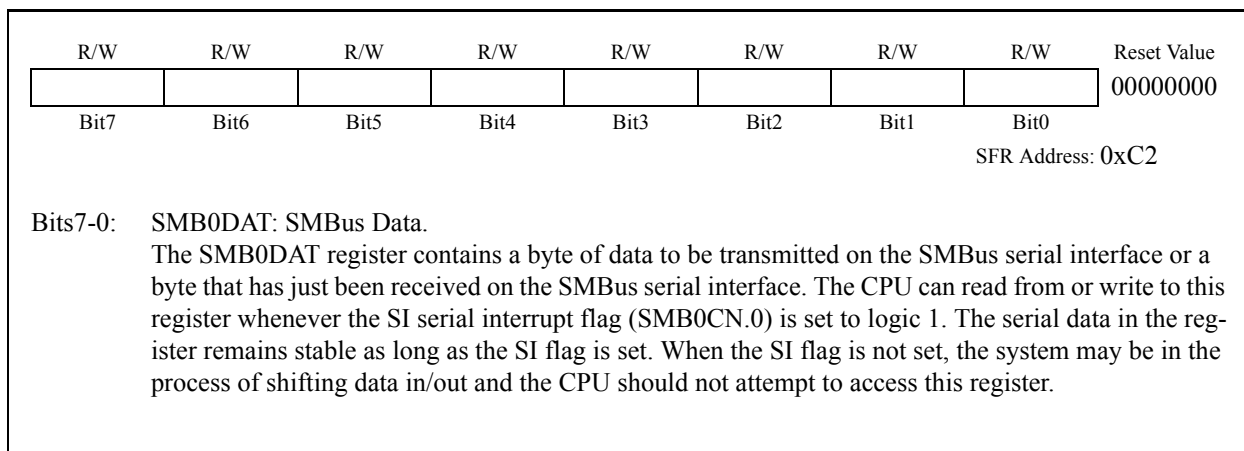 R/W R/W R/W R/W R/W R/W R/W R/W Reset Value
00000000
Bit7 Bit6 Bit5 Bit4 Bit3 Bit2 Bit1 Bit0
SFR Address: 0xC2
Bits7-0: SMB0DAT: SMBus Data.
The SMB0DAT register contains a byte of data to be transmitted on the SMBus serial interface or a
byte that has just been received on the SMBus serial interface. The CPU can read from or write to this
register whenever the SI serial interrupt flag (SMB0CN.0) is set to logic 1. The serial data in the reg-
ister remains stable as long as the SI flag is set. When the SI flag is not set, the system may be in the
process of shifting data in/out and the CPU should not attempt to access this register.